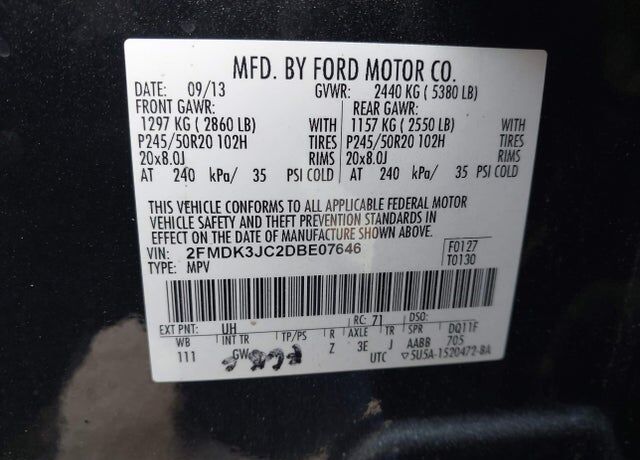 MFD. BY FORD MOTOR CO.
DATE: 09/13 GVWR: 2440 KG ( 5380 LB)
FRONT GAWR: REAR GAWR:
1297 KG ( 2860 LB) WITH 1157 KG ( 2550 LB) WITH
P245/50R20 102H TIRES P245/50R20 102H TIRES
20x8.0J RIMS 20x8.0J RIMS
AT 240 kPa/ 35 PSI COLD AT 240 kPa/ 35 PSI COLD
THIS VEHICLE CONFORMS TO ALL APPLICABLE FEDERAL MOTOR
VEHICLE SAFETY AND THEFT PREVENTION STANDARDS IN
EFFECT ON THE DATE OF MANUFACTURE SHOWN ABOVE.
VIN: 2FMDK3JC2DBE07646 F0127
TYPE: MPV T0130
EXT PNT: UH RC: 71 DSO:
WB INT TR TP/PS R AXLE TR SPR DQ11F
111 GW Z 3E J AABB 705
UTC ▽5U5A-1520472-BA